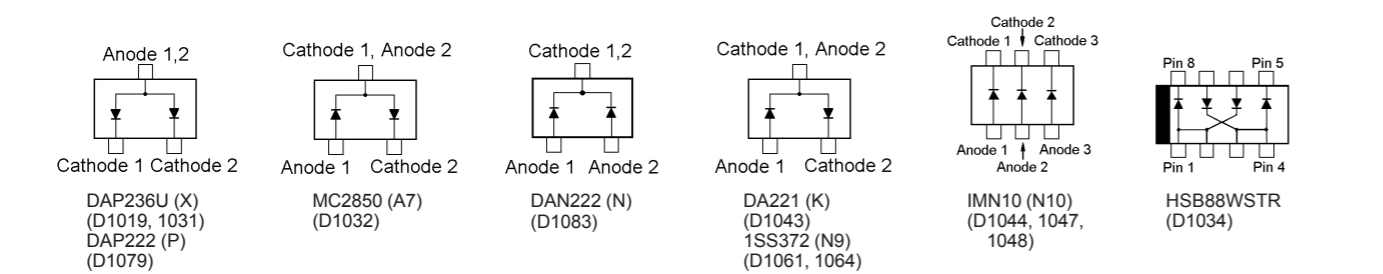 Anode 1,2
Cathode 1 Cathode 2
DAP236U (X)
(D1019, 1031)
DAP222 (P)
(D1079)
Cathode 1, Anode 2
Anode 1 Cathode 2
MC2850 (A7)
(D1032)
Cathode 1,2
Anode 1 Anode 2
DAN222 (N)
(D1083)
Cathode 1, Anode 2
Anode 1 Cathode 2
DA221 (K)
(D1043)
1SS372 (N9)
(D1061, 1064)
Cathode 2
Cathode 1 Cathode 3
Anode 1 Anode 3
Anode 2
IMN10 (N10)
(D1044, 1047,
1048)
Pin 8 Pin 5
Pin 1 Pin 4
HSB88WSTR
(D1034)